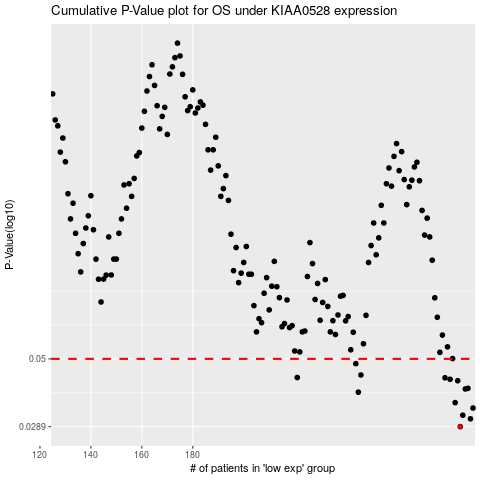 Cumulative P-Value plot for OS under KIAA0528 expression
P-Value(log10)
0.05
0.0289
120 140 160 180
# of patients in 'low exp' group